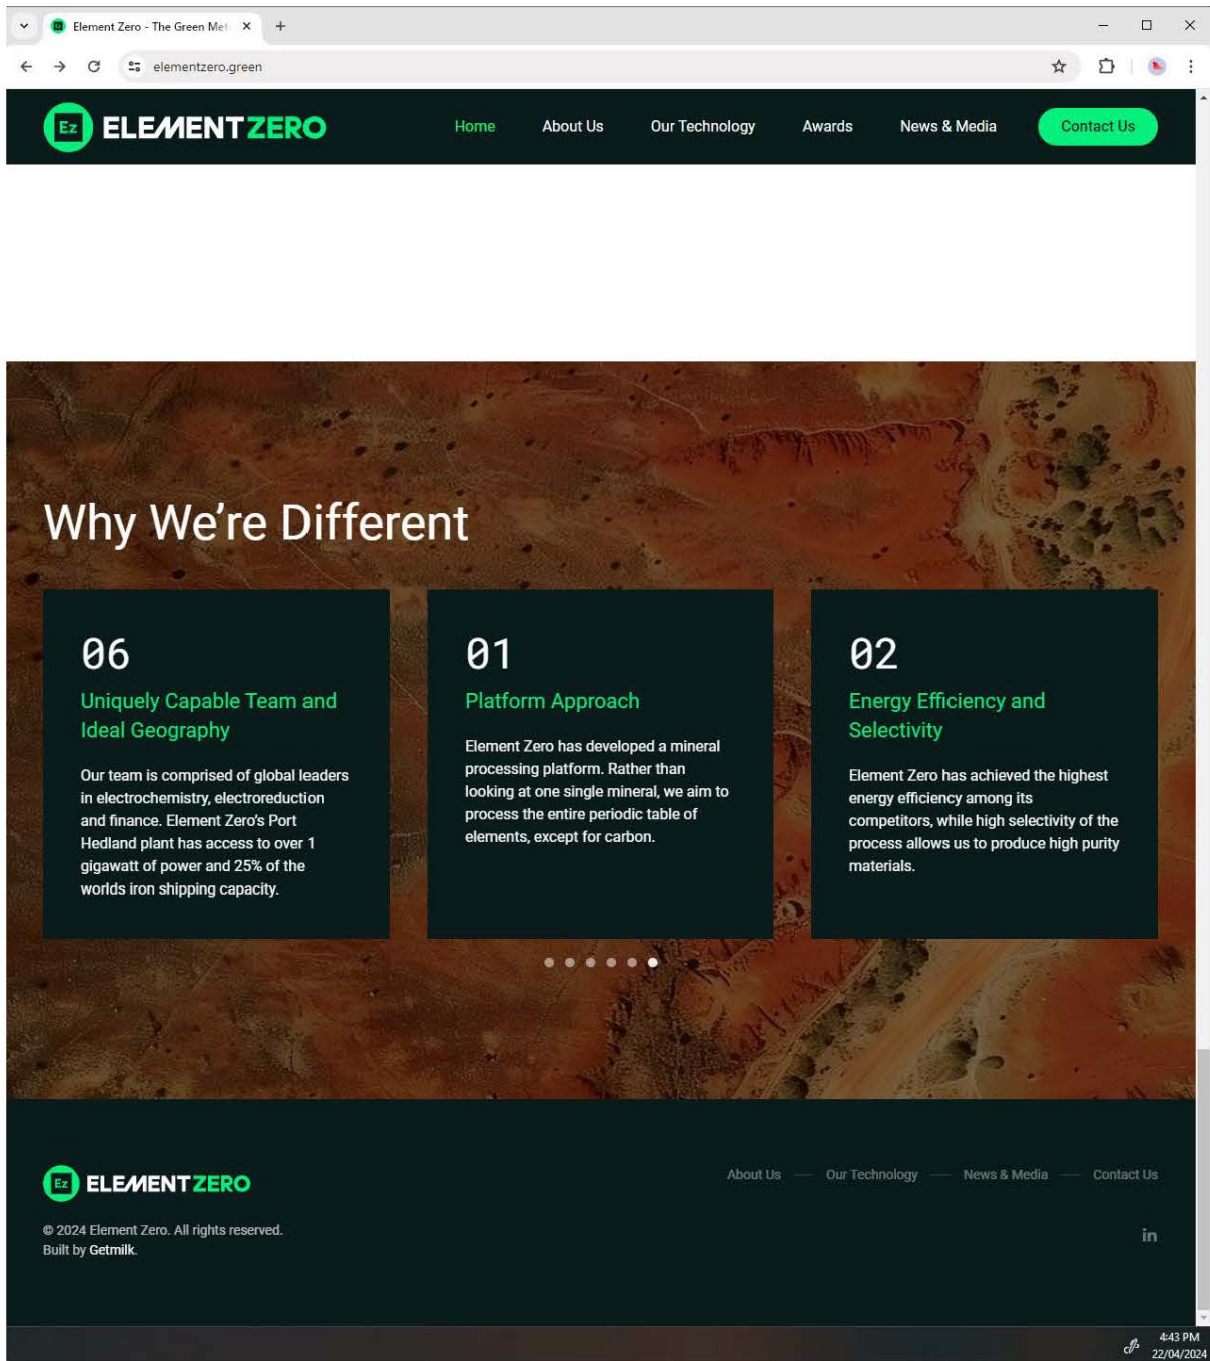 Element Zero - The Green Met
elementzero.green
Ez ELEMENTZERO Home About Us Our Technology Awards News & Media Contact Us
Why We're Different
06
Uniquely Capable Team and
Ideal Geography
Our team is comprised of global leaders
in electrochemistry, electroreduction
and finance. Element Zero's Port
Hedland plant has access to over 1
gigawatt of power and 25% of the
worlds iron shipping capacity.
01
Platform Approach
Element Zero has developed a mineral
processing platform. Rather than
looking at one single mineral, we aim to
process the entire periodic table of
elements, except for carbon.
02
Energy Efficiency and
Selectivity
Element Zero has achieved the highest
energy efficiency among its
competitors, while high selectivity of the
process allows us to produce high purity
materials.
Ez ELEMENTZERO
About Us — Our Technology — News & Media — Contact Us
© 2024 Element Zero. All rights reserved.
Built by Getmilk.
in
4:43 PM
22/04/2024